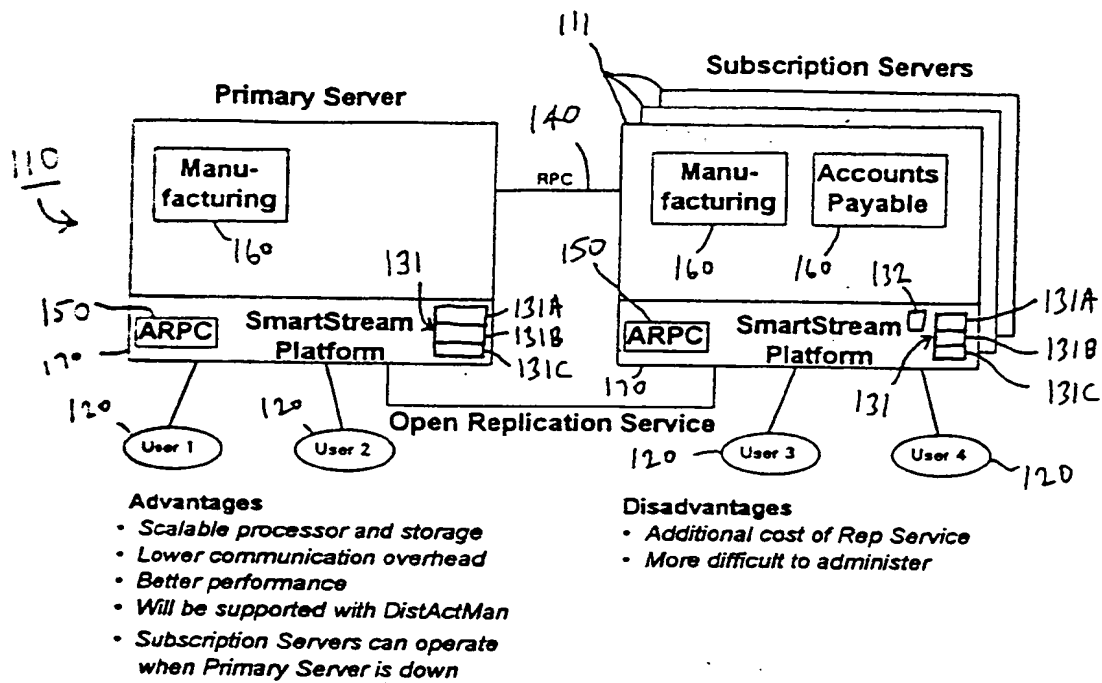 111
Subscription Servers
Primary Server
140
110
Manu-
facturing
RPC
Manu-
facturing
Accounts
Payable
160
131
150
160
160
132
150
ARPC
SmartStream
Platform
131A
131B
131C
170
ARPC
SmartStream
Platform
131A
131B
131C
170
131
120
120
Open Replication Service
User 1
User 2
120
User 3
User 4
120
Advantages
• Scalable processor and storage
• Lower communication overhead
• Better performance
• Will be supported with DistActMan
• Subscription Servers can operate
when Primary Server is down
Disadvantages
• Additional cost of Rep Service
• More difficult to administer